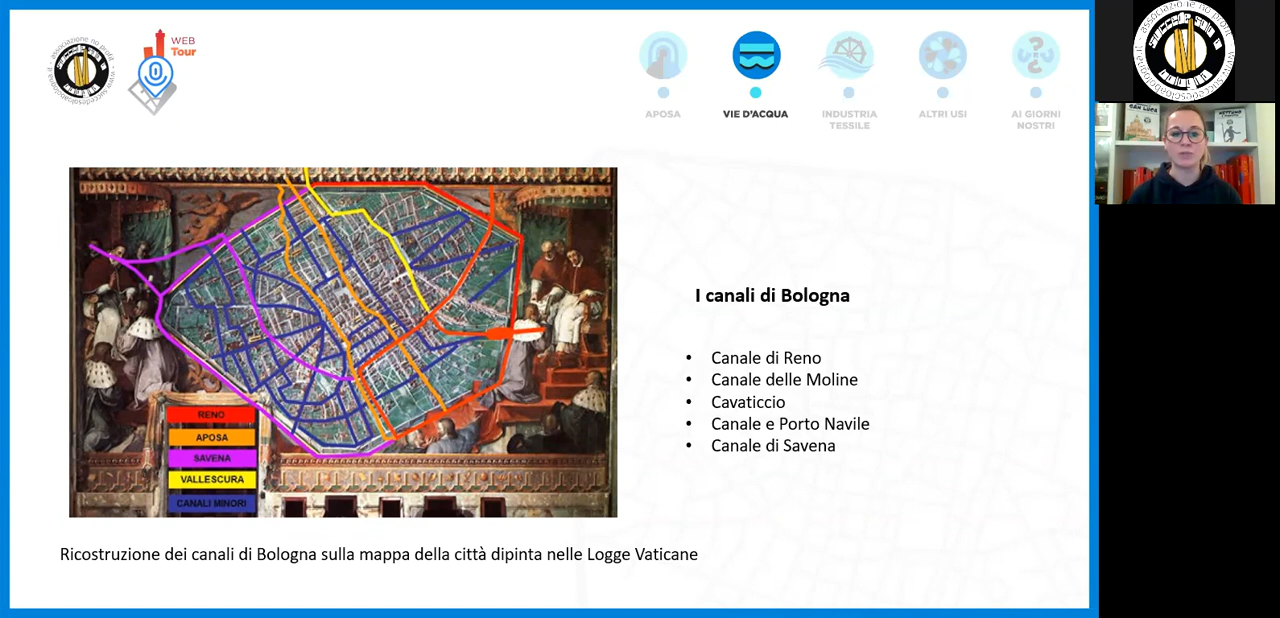 WEB
Tour
APOSA
VIE D'ACQUA
INDUSTRIA
TESSILE
ALTRI USI
AI GIORNI
NOSTRI
RENO
APOSA
SAVENA
VALLESCURA
CANALI MINORI
I canali di Bologna
• Canale di Reno
• Canale delle Moline
• Cavaticcio
• Canale e Porto Navile
• Canale di Savena
Ricostruzione dei canali di Bologna sulla mappa della città dipinta nelle Logge Vaticane
SAN LUCA